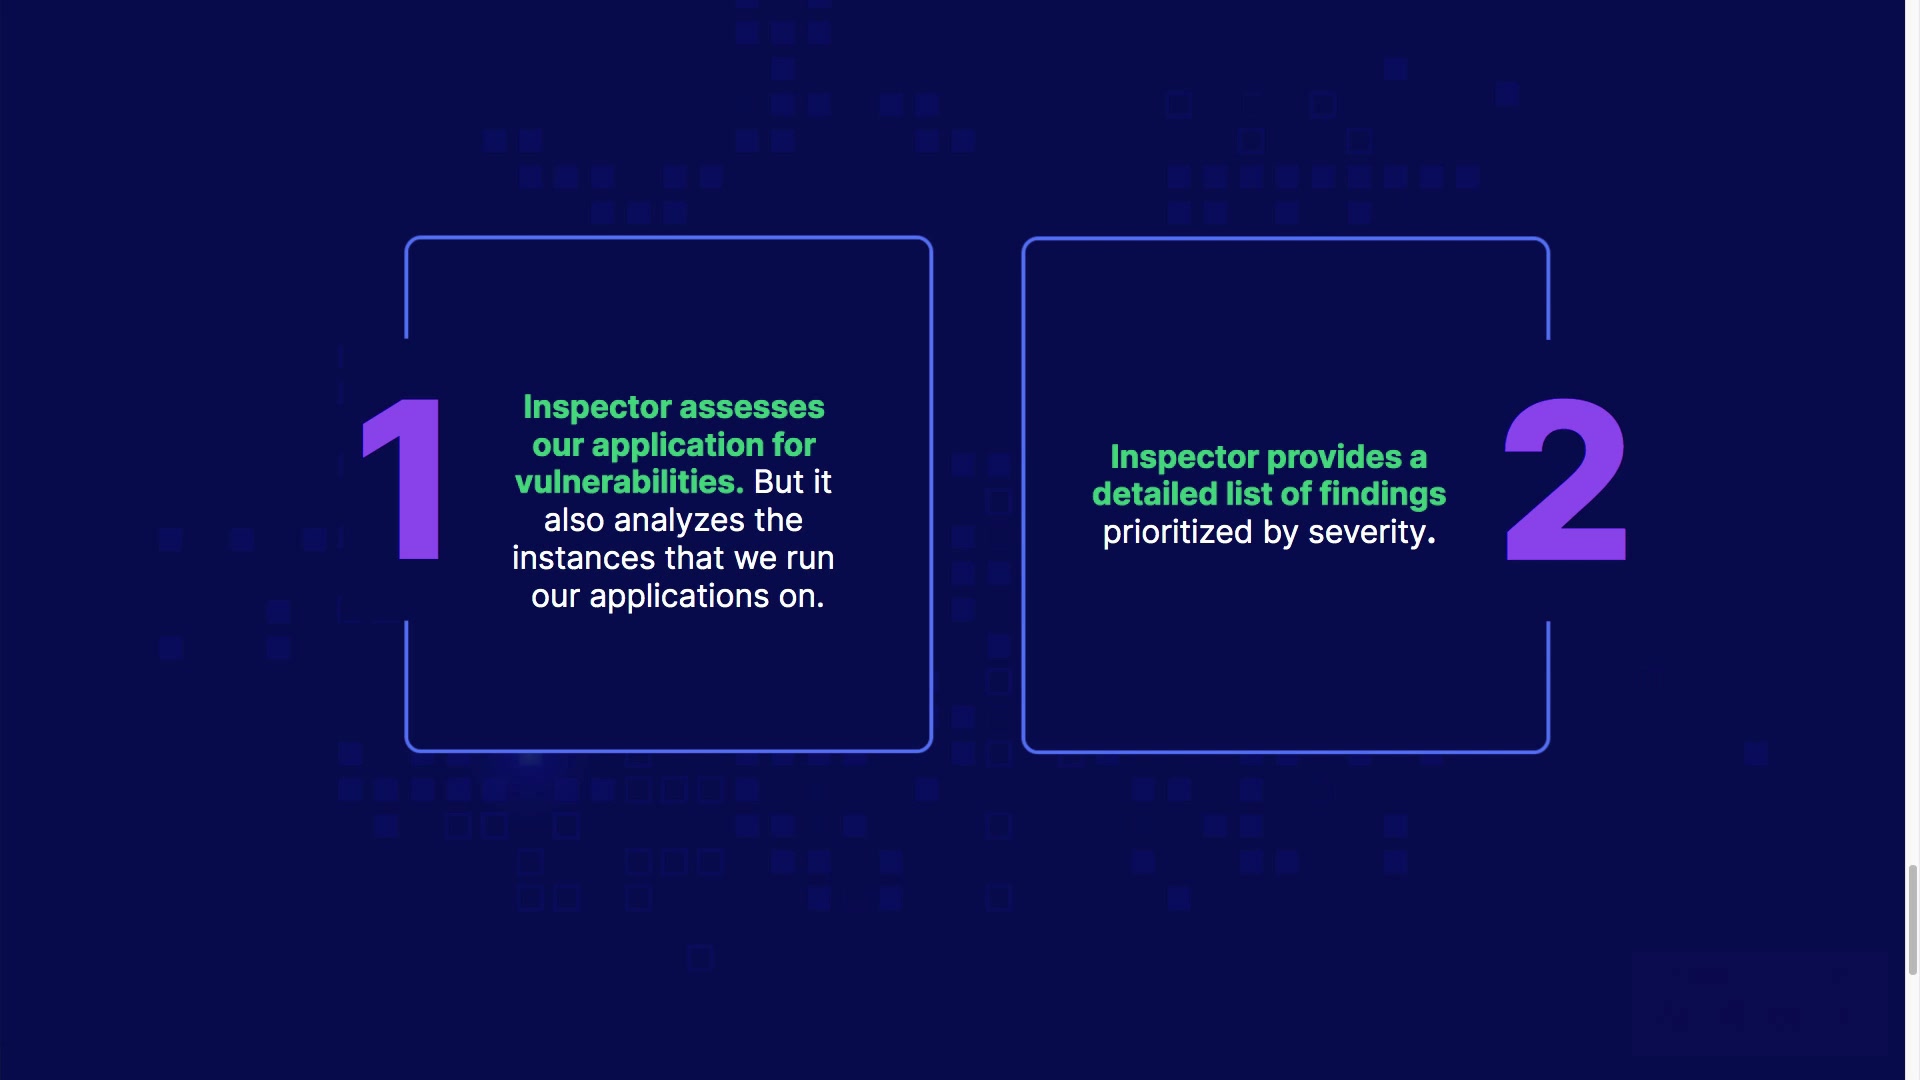 1
Inspector assesses
our application for
vulnerabilities. But it
also analyzes the
instances that we run
our applications on.
Inspector provides a
detailed list of findings
prioritized by severity.
2